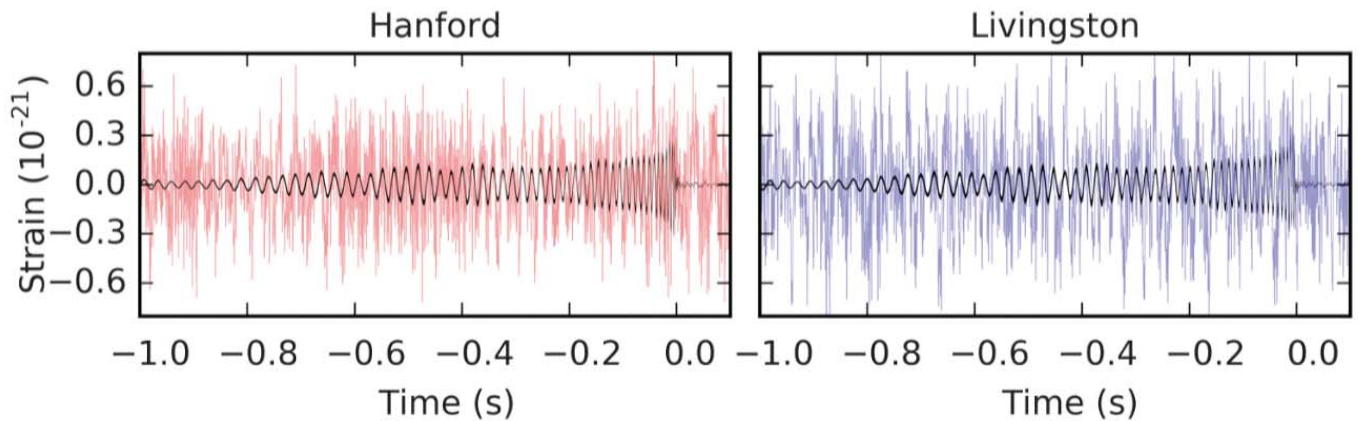 Hanford Livingston
Strain (10⁻²¹)
0.6
0.3
0.0
−0.3
−0.6
−1.0 −0.8 −0.6 −0.4 −0.2 0.0 −1.0 −0.8 −0.6 −0.4 −0.2 0.0
Time (s) Time (s)